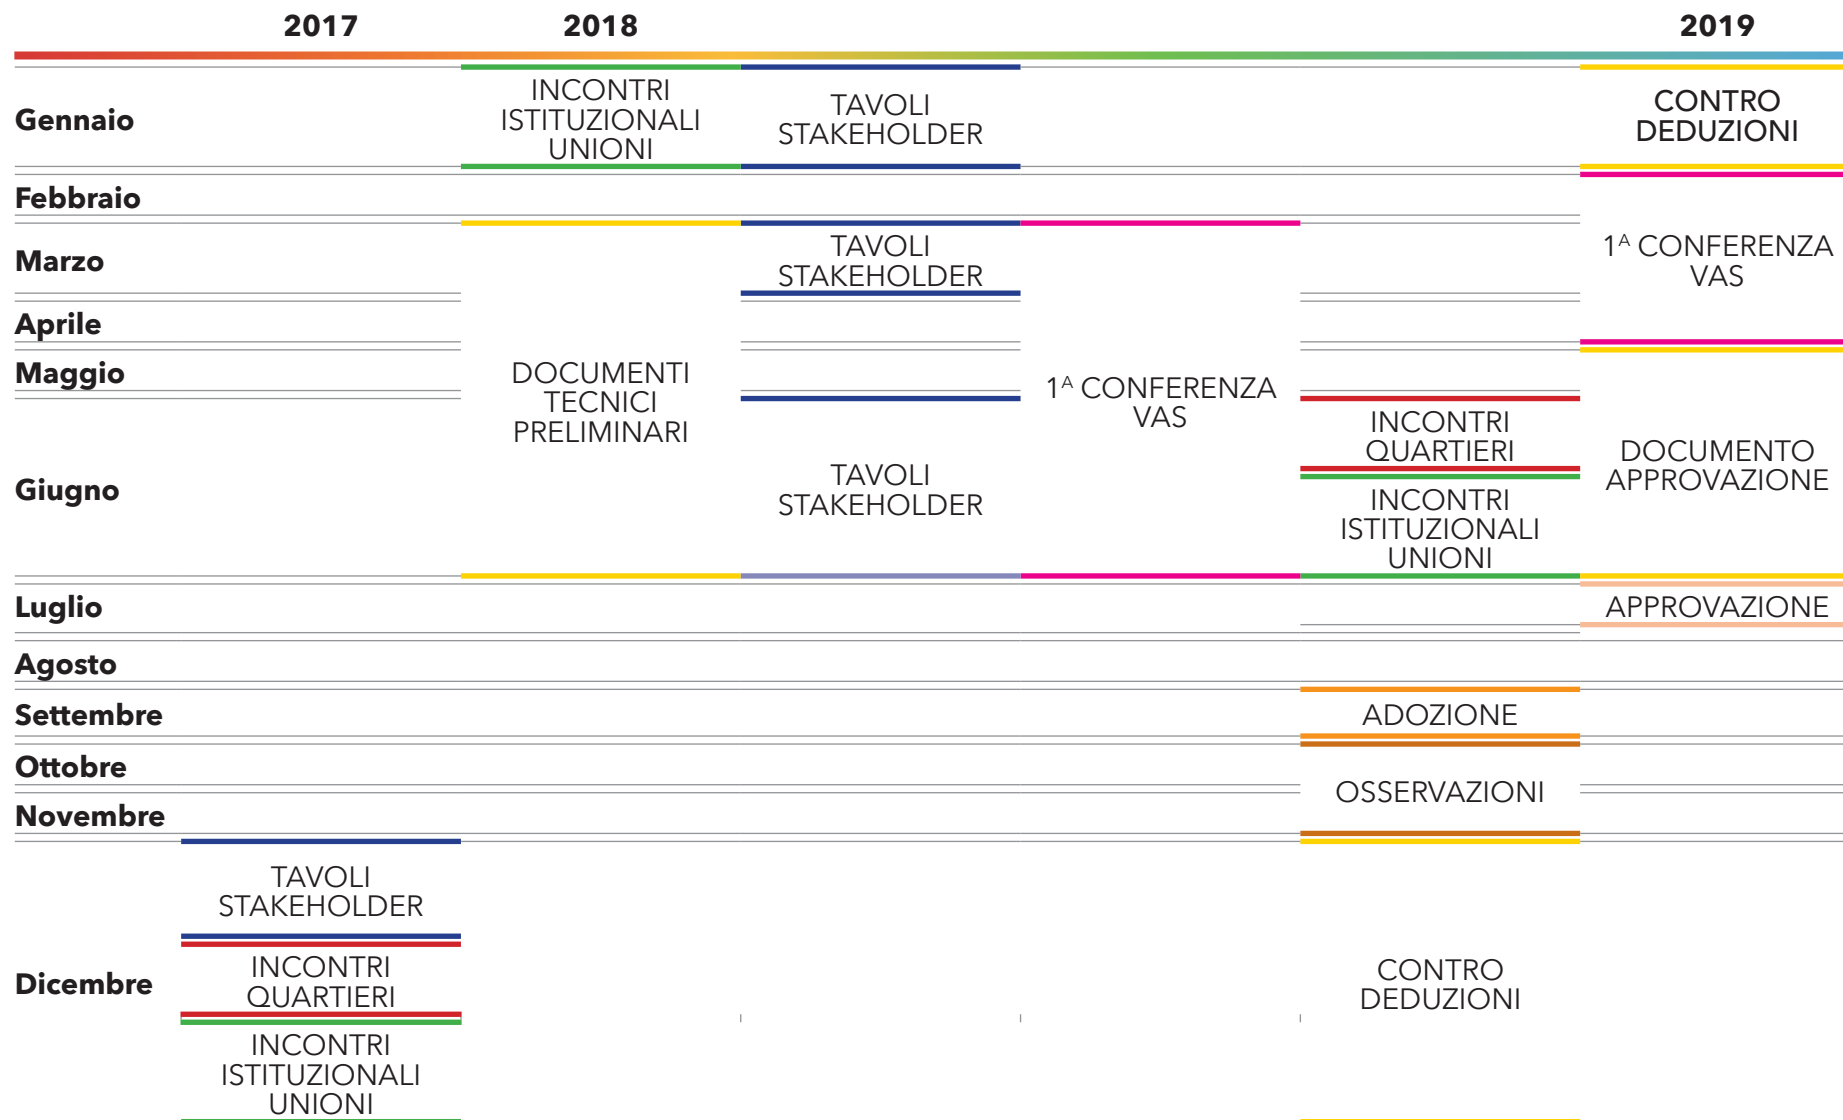 2017 2018 2019
Gennaio
INCONTRI
ISTITUZIONALI
UNIONI
TAVOLI
STAKEHOLDER
CONTRO
DEDUZIONI
Febbraio
Marzo
TAVOLI
STAKEHOLDER
1A CONFERENZA
VAS
Aprile
Maggio
DOCUMENTI
TECNICI
PRELIMINARI
1A CONFERENZA
VAS
INCONTRI
QUARTIERI
Giugno
TAVOLI
STAKEHOLDER
INCONTRI
ISTITUZIONALI
UNIONI
DOCUMENTO
APPROVAZIONE
Luglio
APPROVAZIONE
Agosto
Settembre
ADOZIONE
Ottobre
OSSERVAZIONI
Novembre
Dicembre
TAVOLI
STAKEHOLDER
INCONTRI
QUARTIERI
INCONTRI
ISTITUZIONALI
UNIONI
CONTRO
DEDUZIONI